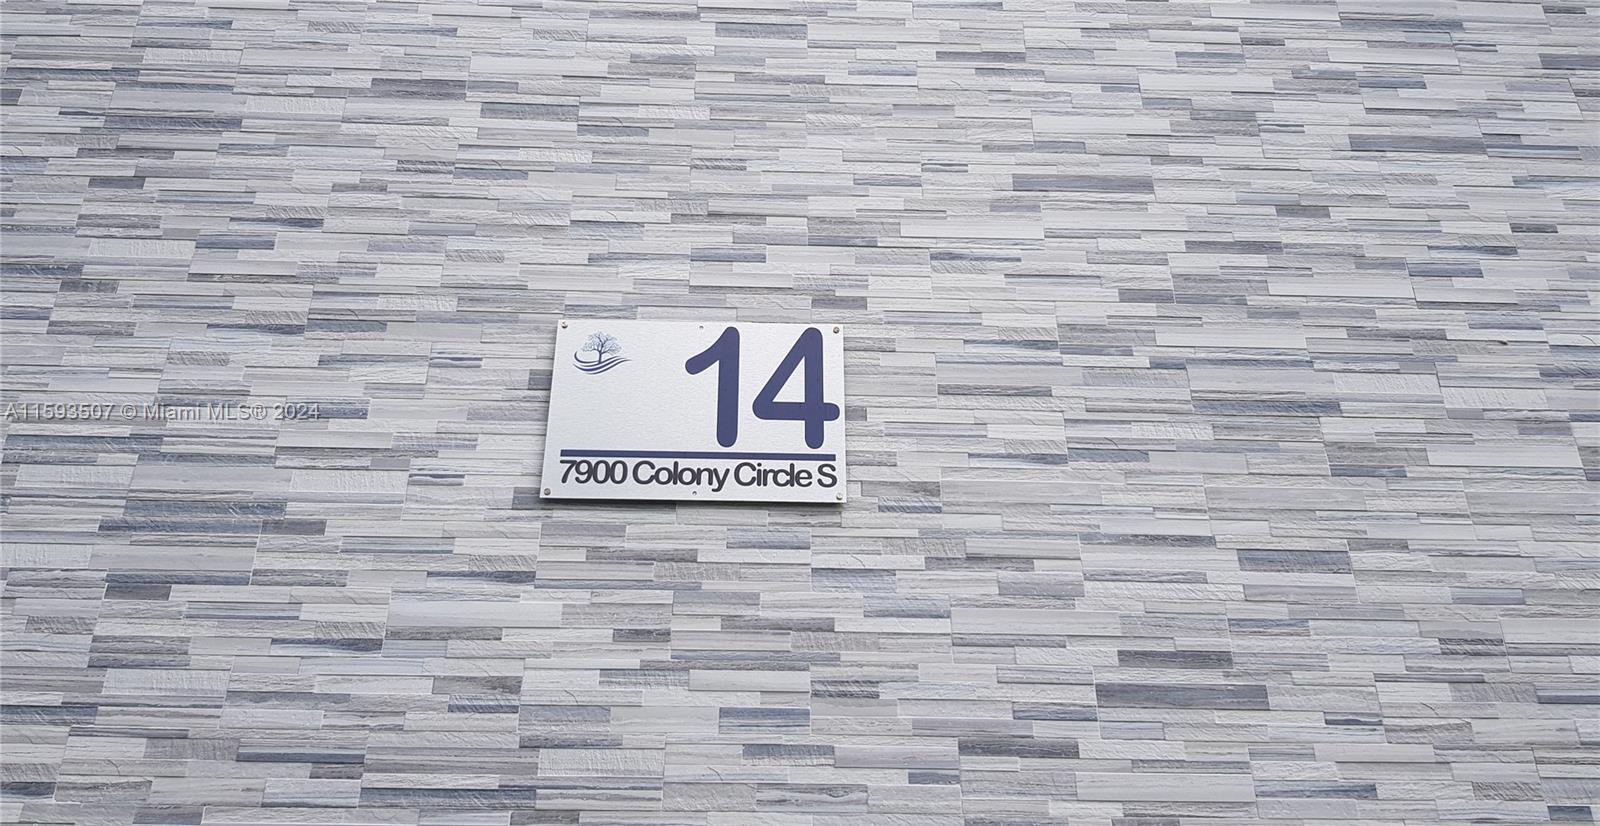 14
7900 Colony Circle S
A11593507 © Miami MLS® 2024